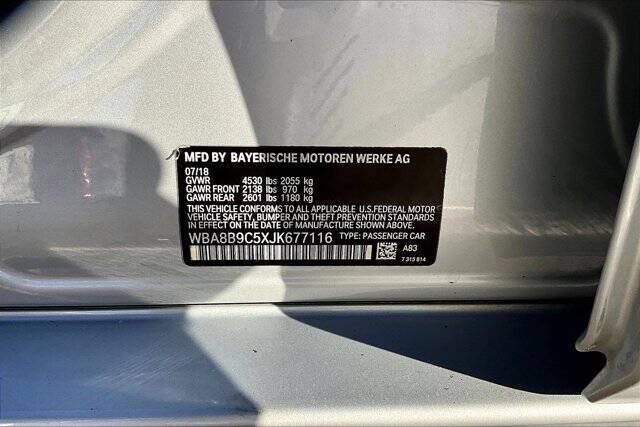 MFD BY BAYERISCHE MOTOREN WERKE AG
07/18
GVWR 4530 lbs 2055 kg
GAWR FRONT 2138 lbs 970 kg
GAWR REAR 2601 lbs 1180 kg
THIS VEHICLE CONFORMS TO ALL APPLICABLE U.S.FEDERAL MOTOR
VEHICLE SAFETY, BUMPER, AND THEFT PREVENTION STANDARDS
IN EFFECT ON THE DATE OF MANUFACTURE SHOWN ABOVE.
WBA8B9C5XJK677116 TYPE: PASSENGER CAR
A83
7 315 814